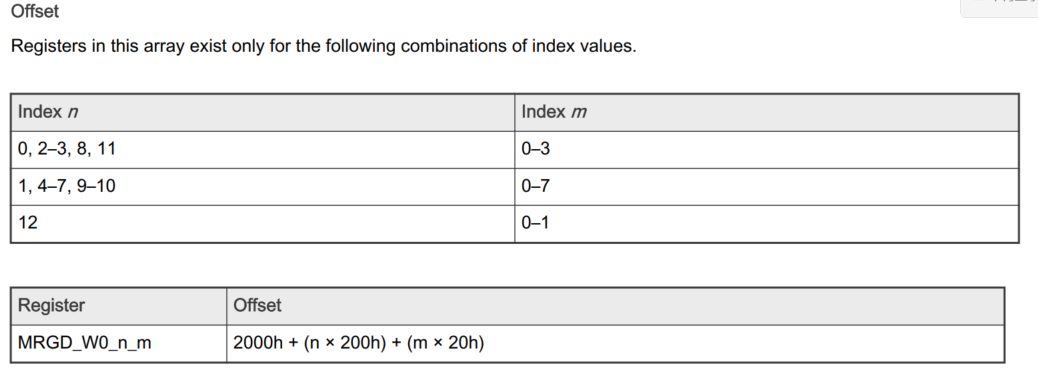 Offset
Registers in this array exist only for the following combinations of index values.
Index n
Index m
0, 2–3, 8, 11
0–3
1, 4–7, 9–10
0–7
12
0–1
Register
Offset
MRGD_W0_n_m
2000h + (n × 200h) + (m × 20h)